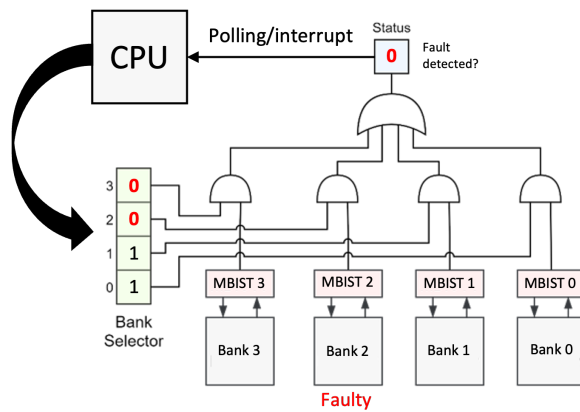 Status
Polling/interrupt
CPU
0
Fault
detected?
3 0
2 0
1 1
0 1
Bank
Selector
MBIST 3
MBIST 2
MBIST 1
MBIST 0
Bank 3
Bank 2
Bank 1
Bank 0
Faulty